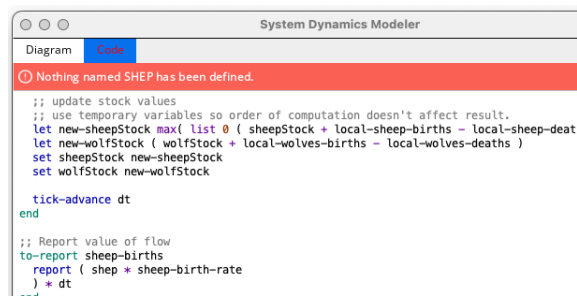 System Dynamics Modeler
Diagram Code
Nothing named SHEP has been defined.
;; update stock values
;; use temporary variables so order of computation doesn't affect result.
let new-sheepStock max( list 0 ( sheepStock + local-sheep-births - local-sheep-deat
let new-wolfStock ( wolfStock + local-wolves-births - local-wolves-deaths )
set sheepStock new-sheepStock
set wolfStock new-wolfStock
tick-advance dt
end
;; Report value of flow
to-report sheep-births
report ( shep * sheep-birth-rate
) * dt
end